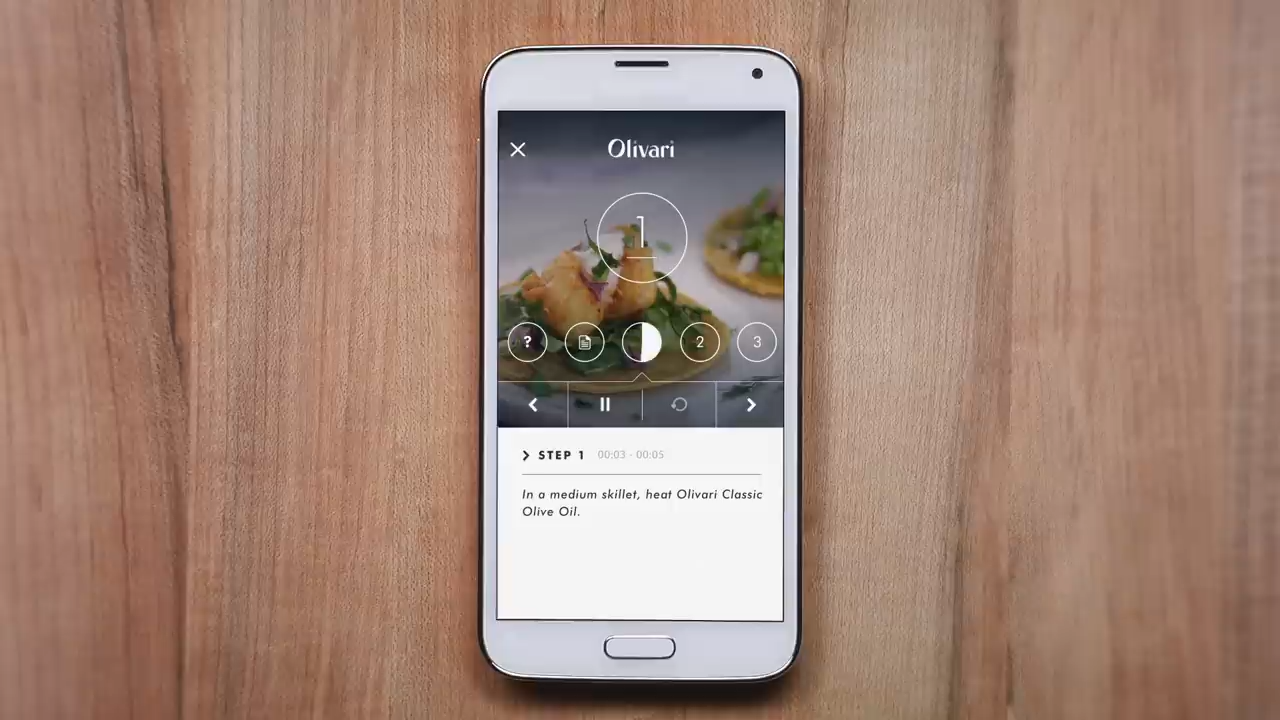 Olivari
1
?
2
3
STEP 1 00:03 - 00:05
In a medium skillet, heat Olivari Classic
Olive Oil.